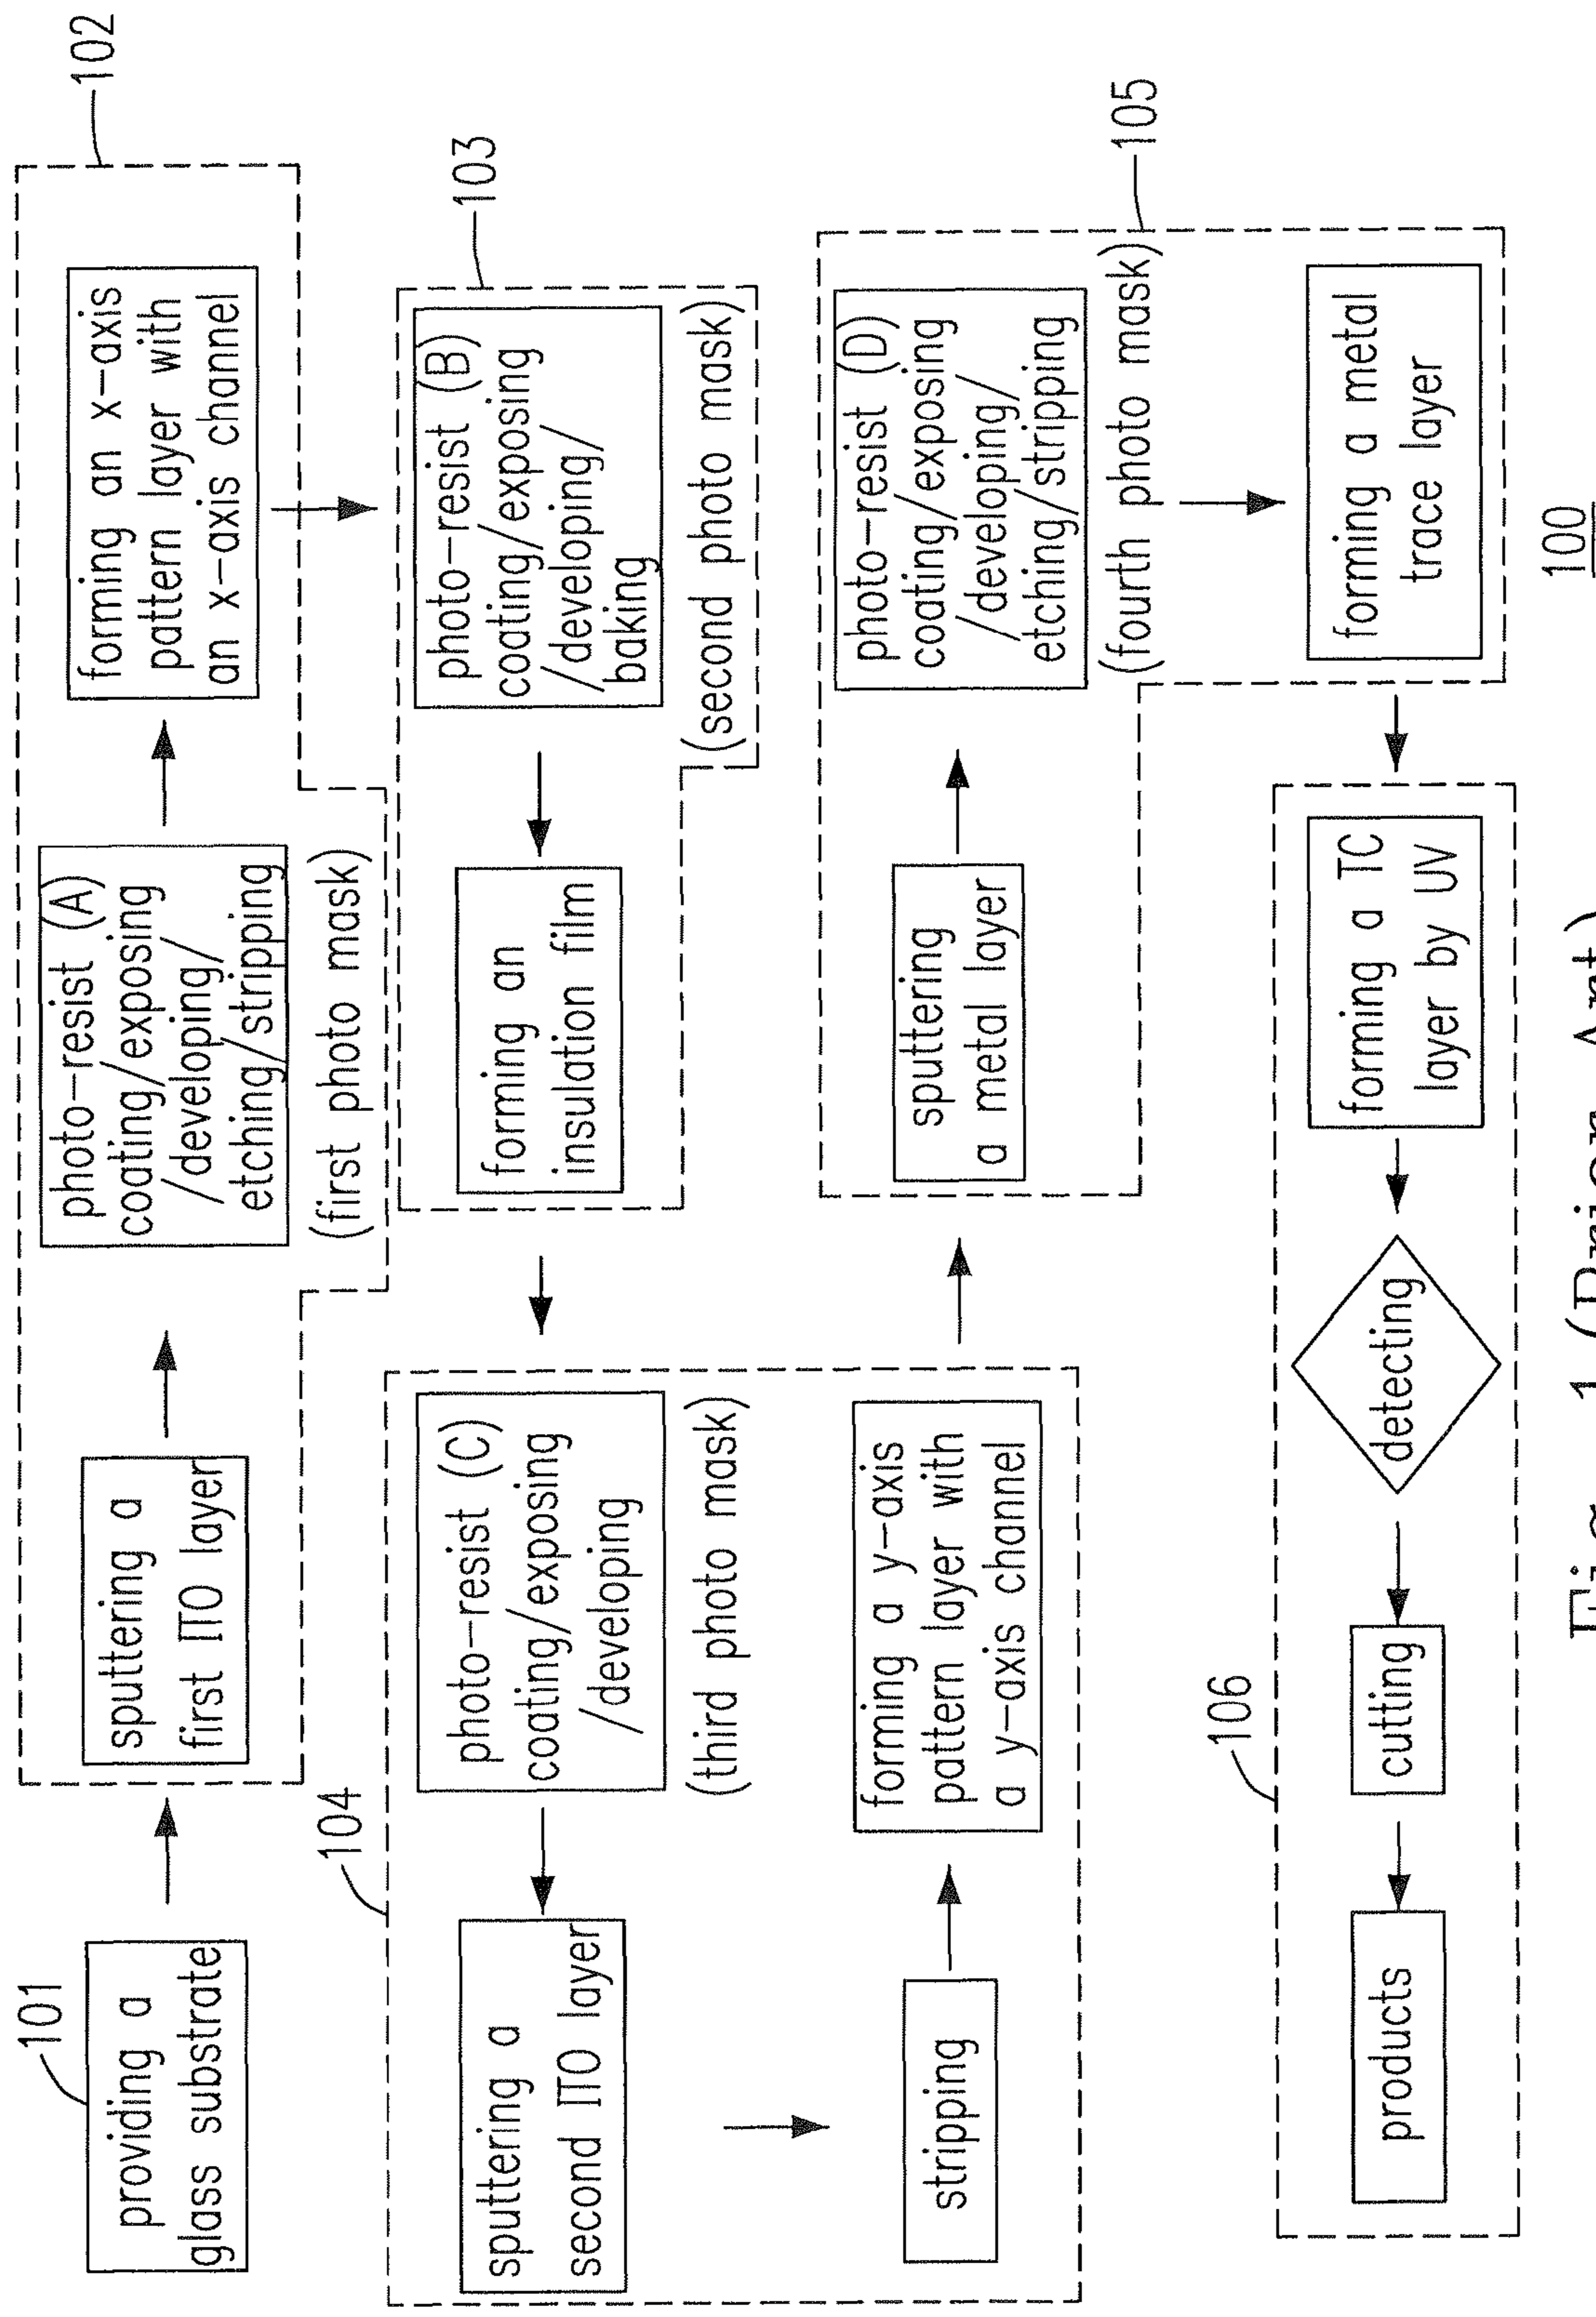 101
providing a
glass substrate
sputtering a
first ITO layer
photo-resist (A)
coating/exposing
/developing/
etching/stripping
(first photo mask)
forming an x-axis
pattern layer with
an x-axis channel
102
photo-resist (B)
coating/exposing
/developing/
baking
(second photo mask)
103
forming an
insulation film
104
photo-resist (C)
coating/exposing
/developing
(third photo mask)
sputtering a
second ITO layer
stripping
forming a y-axis
pattern layer with
a y-axis channel
sputtering
a metal layer
photo-resist (D)
coating/exposing
/developing/
etching/stripping
(fourth photo mask)
105
forming a metal
trace layer
forming a TC
layer by UV
detecting
cutting
products
106
100
Fig. 1 (Prior Art)